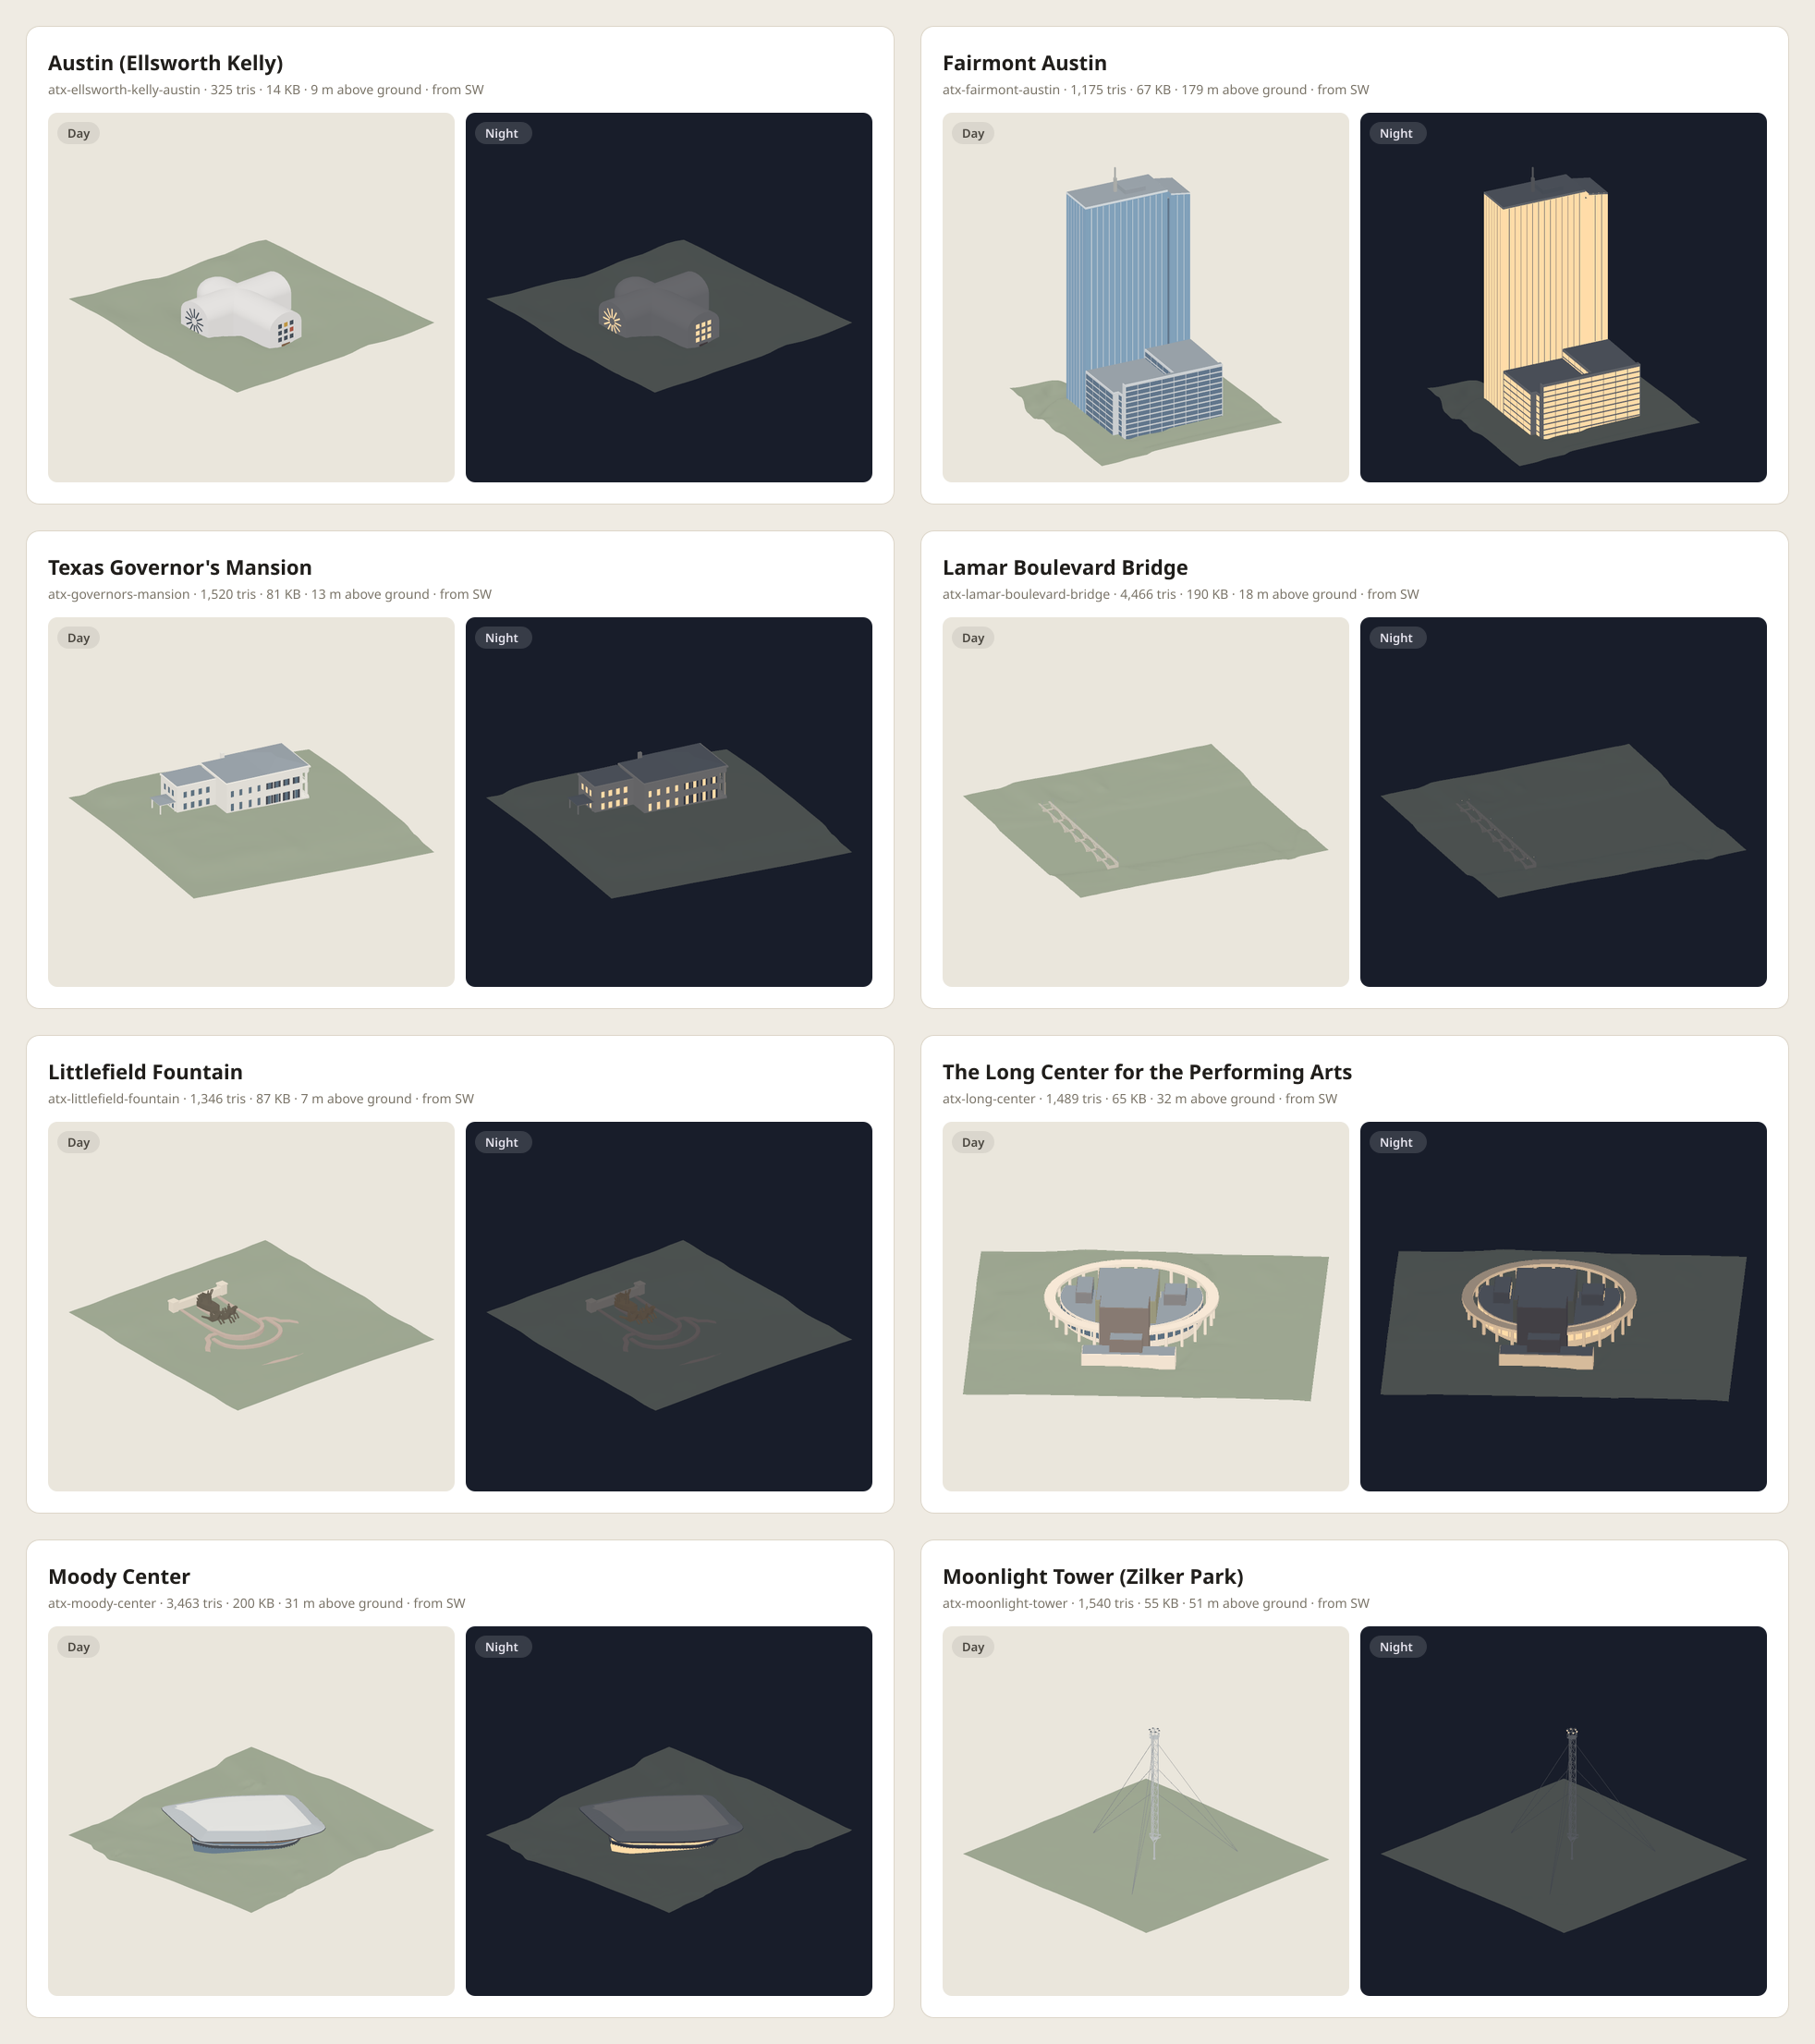 Austin (Ellsworth Kelly)
atx-ellsworth-kelly-austin · 325 tris · 14 KB · 9 m above ground · from SW
Day
Night
Fairmont Austin
atx-fairmont-austin · 1,175 tris · 67 KB · 179 m above ground · from SW
Day
Night
Texas Governor's Mansion
atx-governors-mansion · 1,520 tris · 81 KB · 13 m above ground · from SW
Day
Night
Lamar Boulevard Bridge
atx-lamar-boulevard-bridge · 4,466 tris · 190 KB · 18 m above ground · from SW
Day
Night
Littlefield Fountain
atx-littlefield-fountain · 1,346 tris · 87 KB · 7 m above ground · from SW
Day
Night
The Long Center for the Performing Arts
atx-long-center · 1,489 tris · 65 KB · 32 m above ground · from SW
Day
Night
Moody Center
atx-moody-center · 3,463 tris · 200 KB · 31 m above ground · from SW
Day
Night
Moonlight Tower (Zilker Park)
atx-moonlight-tower · 1,540 tris · 55 KB · 51 m above ground · from SW
Day
Night